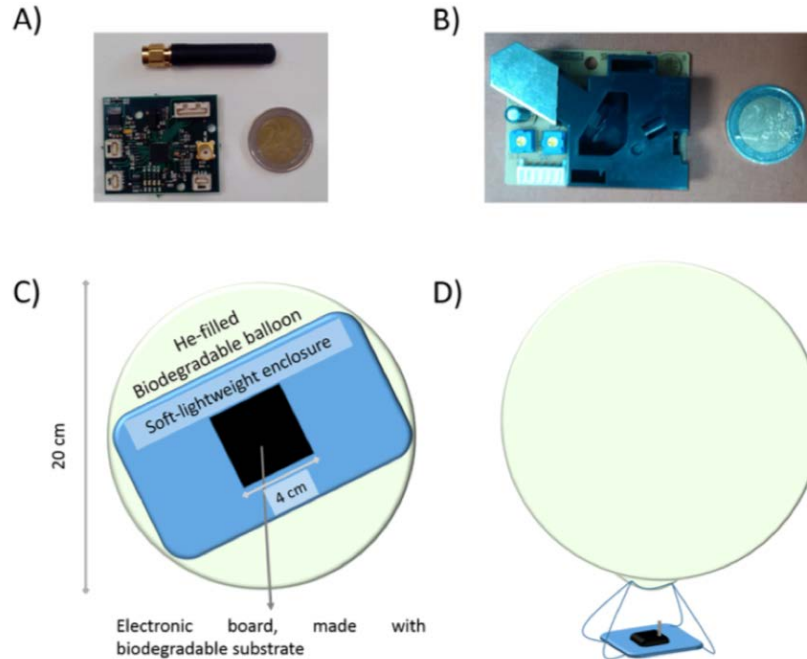 A)
B)
C)
D)
20 cm
He-filled
Biodegradable balloon
Soft-lightweight enclosure
4 cm
Electronic board, made with
biodegradable substrate